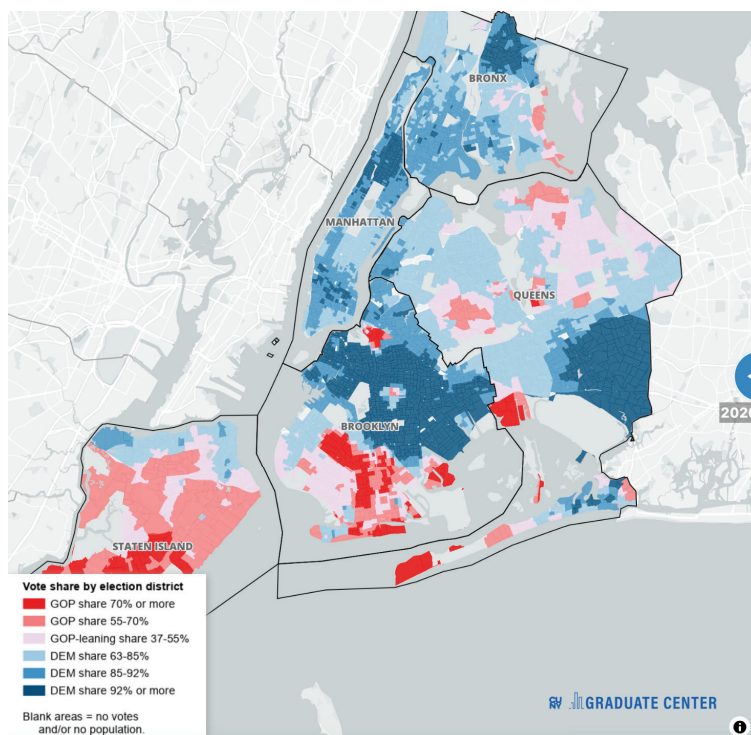 BRONX
MANHATTAN
QUEENS
BROOKLYN
STATEN ISLAND
Vote share by election district
GOP share 70% or more
GOP share 55-70%
GOP-leaning share 37-55%
DEM share 63-85%
DEM share 85-92%
DEM share 92% or more
Blank areas = no votes
and/or no population.
CU
NY GRADUATE CENTER